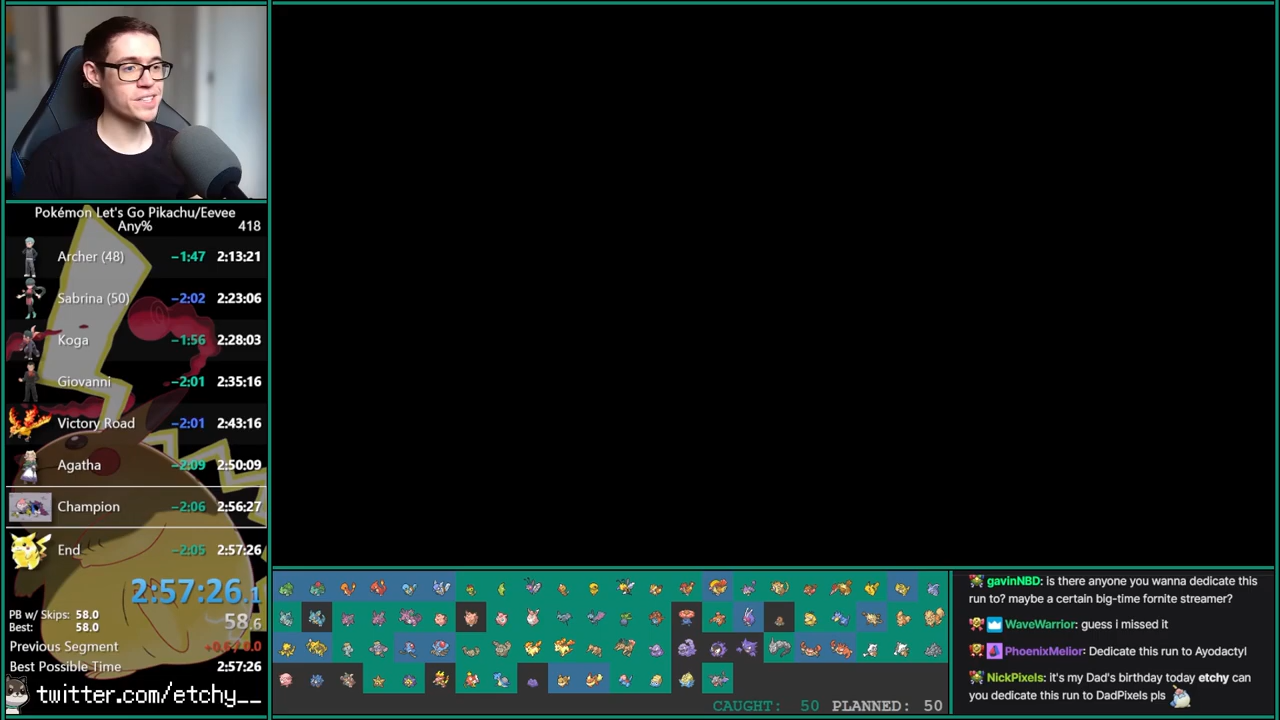 Pokémon Let's Go Pikachu/Eevee
Any% 418
Archer (48) −1:47 2:13:21
Sabrina (50) −2:02 2:23:06
Koga −1:56 2:28:03
Giovanni −2:01 2:35:16
Victory Road −2:01 2:43:16
Agatha −2:09 2:50:09
Champion −2:06 2:56:27
End −2:05 2:57:26
2:57:26.1
PB w/ Skips: 58.0
Best: 58.0
58.6
Previous Segment +0.6 / 0.0
Best Possible Time 2:57:26
twitter.com/etchy__
CAUGHT: 50 PLANNED: 50
gavinNBD: is there anyone you wanna dedicate this
run to? maybe a certain big-time fornite streamer?
WaveWarrior: guess i missed it
PhoenixMelior: Dedicate this run to Ayodactyl
NickPixels: it's my Dad's birthday today etchy can
you dedicate this run to DadPixels pls